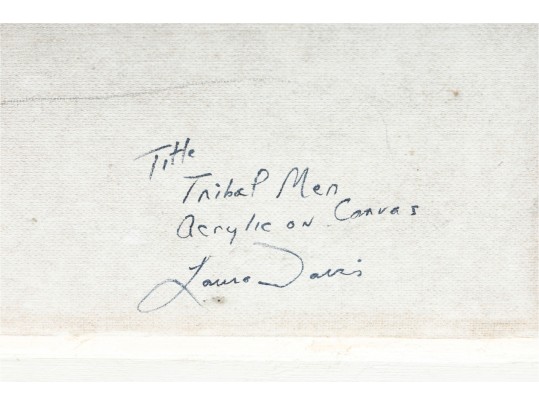 Title
Tribal Men
Acrylic on Canvas
Laura Davis